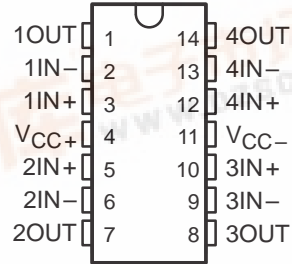 1OUT 1 14 4OUT
1IN− 2 13 4IN−
1IN+ 3 12 4IN+
VCC+ 4 11 VCC−
2IN+ 5 10 3IN+
2IN− 6 9 3IN−
2OUT 7 8 3OUT